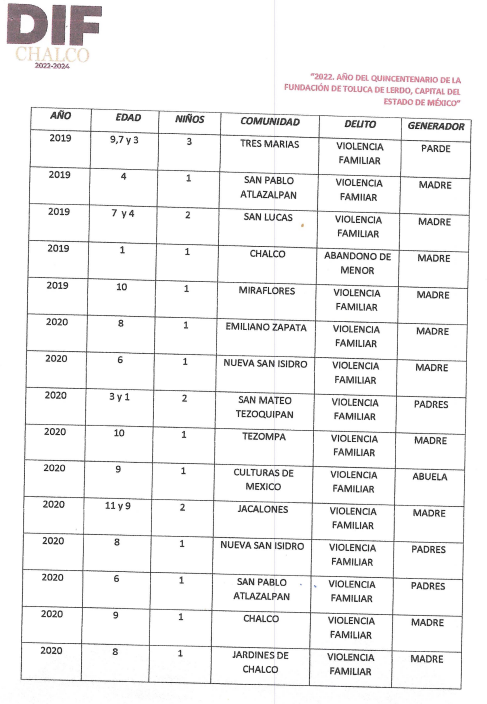 DIF
CHALCO
2022-2024
"2022. AÑO DEL QUINCENTENARIO DE LA
FUNDACIÓN DE TOLUCA DE LERDO, CAPITAL DEL
ESTADO DE MÉXICO"
AÑO EDAD NIÑOS COMUNIDAD DELITO GENERADOR
2019 9,7 y 3 3 TRES MARIAS VIOLENCIA FAMILIAR PARDE
2019 4 1 SAN PABLO ATLAZALPAN VIOLENCIA FAMIIAR MADRE
2019 7 y 4 2 SAN LUCAS VIOLENCIA FAMILIAR MADRE
2019 1 1 CHALCO ABANDONO DE MENOR MADRE
2019 10 1 MIRAFLORES VIOLENCIA FAMILIAR MADRE
2020 8 1 EMILIANO ZAPATA VIOLENCIA FAMILIAR MADRE
2020 6 1 NUEVA SAN ISIDRO VIOLENCIA FAMILIAR MADRE
2020 3 y 1 2 SAN MATEO TEZOQUIPAN VIOLENCIA FAMILIAR PADRES
2020 10 1 TEZOMPA VIOLENCIA FAMILIAR MADRE
2020 9 1 CULTURAS DE MEXICO VIOLENCIA FAMILIAR ABUELA
2020 11 y 9 2 JACALONES VIOLENCIA FAMILIAR MADRE
2020 8 1 NUEVA SAN ISIDRO VIOLENCIA FAMILIAR PADRES
2020 6 1 SAN PABLO ATLAZALPAN VIOLENCIA FAMILIAR PADRES
2020 9 1 CHALCO VIOLENCIA FAMILIAR MADRE
2020 8 1 JARDINES DE CHALCO VIOLENCIA FAMILIAR MADRE